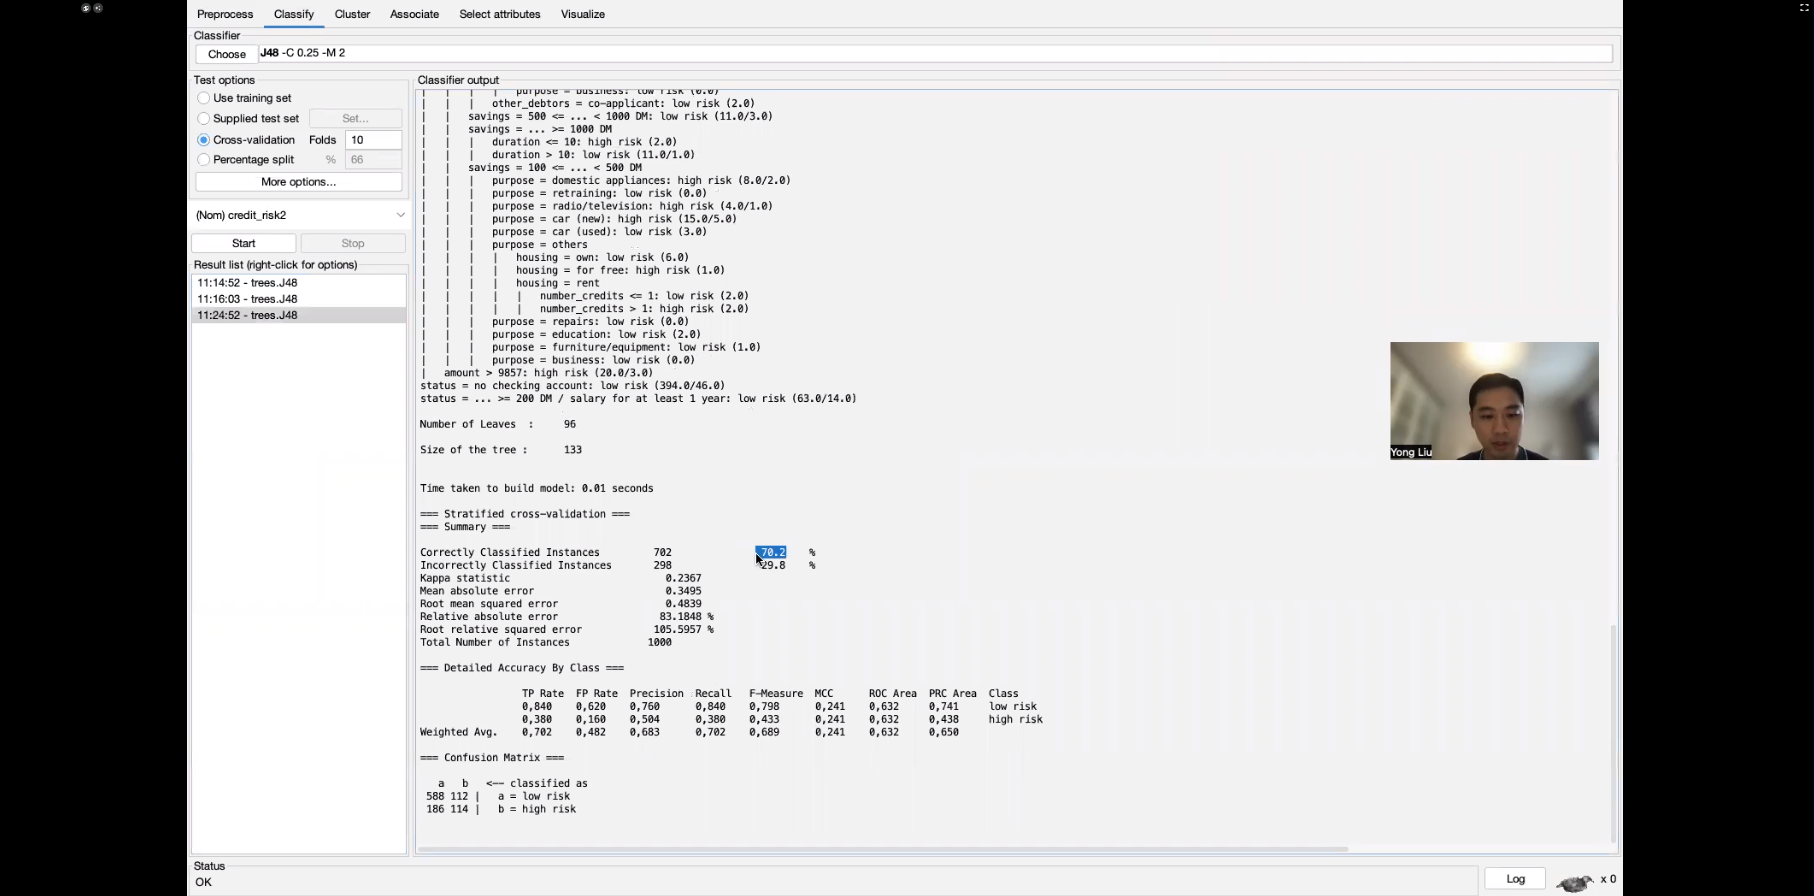 Preprocess Classify Cluster Associate Select attributes Visualize
Classifier
Choose J48 -C 0.25 -M 2
Test options
Use training set
Supplied test set Set...
Cross-validation Folds 10
Percentage split % 66
More options...
(Nom) credit_risk2
Start Stop
Result list (right-click for options)
11:14:52 - trees.J48
11:16:03 - trees.J48
11:24:52 - trees.J48
Classifier output
| | | | purpose = business: low risk (0.0)
| | | other_debtors = co-applicant: low risk (2.0)
| | savings = 500 <= ... < 1000 DM: low risk (11.0/3.0)
| | savings = ... >= 1000 DM
| | | duration <= 10: high risk (2.0)
| | | duration > 10: low risk (11.0/1.0)
| | savings = 100 <= ... < 500 DM
| | | purpose = domestic appliances: high risk (8.0/2.0)
| | | purpose = retraining: low risk (0.0)
| | | purpose = radio/television: high risk (4.0/1.0)
| | | purpose = car (new): high risk (15.0/5.0)
| | | purpose = car (used): low risk (3.0)
| | | purpose = others
| | | | housing = own: low risk (6.0)
| | | | housing = for free: high risk (1.0)
| | | | housing = rent
| | | | | number_credits <= 1: low risk (2.0)
| | | | | number_credits > 1: high risk (2.0)
| | | purpose = repairs: low risk (0.0)
| | | purpose = education: low risk (2.0)
| | | purpose = furniture/equipment: low risk (1.0)
| | | purpose = business: low risk (0.0)
| amount > 9857: high risk (20.0/3.0)
status = no checking account: low risk (394.0/46.0)
status = ... >= 200 DM / salary for at least 1 year: low risk (63.0/14.0)
Number of Leaves : 96
Size of the tree : 133
Time taken to build model: 0.01 seconds
=== Stratified cross-validation ===
=== Summary ===
Correctly Classified Instances 702 70.2 %
Incorrectly Classified Instances 298 29.8 %
Kappa statistic 0.2367
Mean absolute error 0.3495
Root mean squared error 0.4839
Relative absolute error 83.1848 %
Root relative squared error 105.5957 %
Total Number of Instances 1000
=== Detailed Accuracy By Class ===
TP Rate FP Rate Precision Recall F-Measure MCC ROC Area PRC Area Class
0,840 0,620 0,760 0,840 0,798 0,241 0,632 0,741 low risk
0,380 0,160 0,504 0,380 0,433 0,241 0,632 0,438 high risk
Weighted Avg. 0,702 0,482 0,683 0,702 0,689 0,241 0,632 0,650
=== Confusion Matrix ===
a b <-- classified as
588 112 | a = low risk
186 114 | b = high risk
Yong Liu
Status
OK
Log x 0